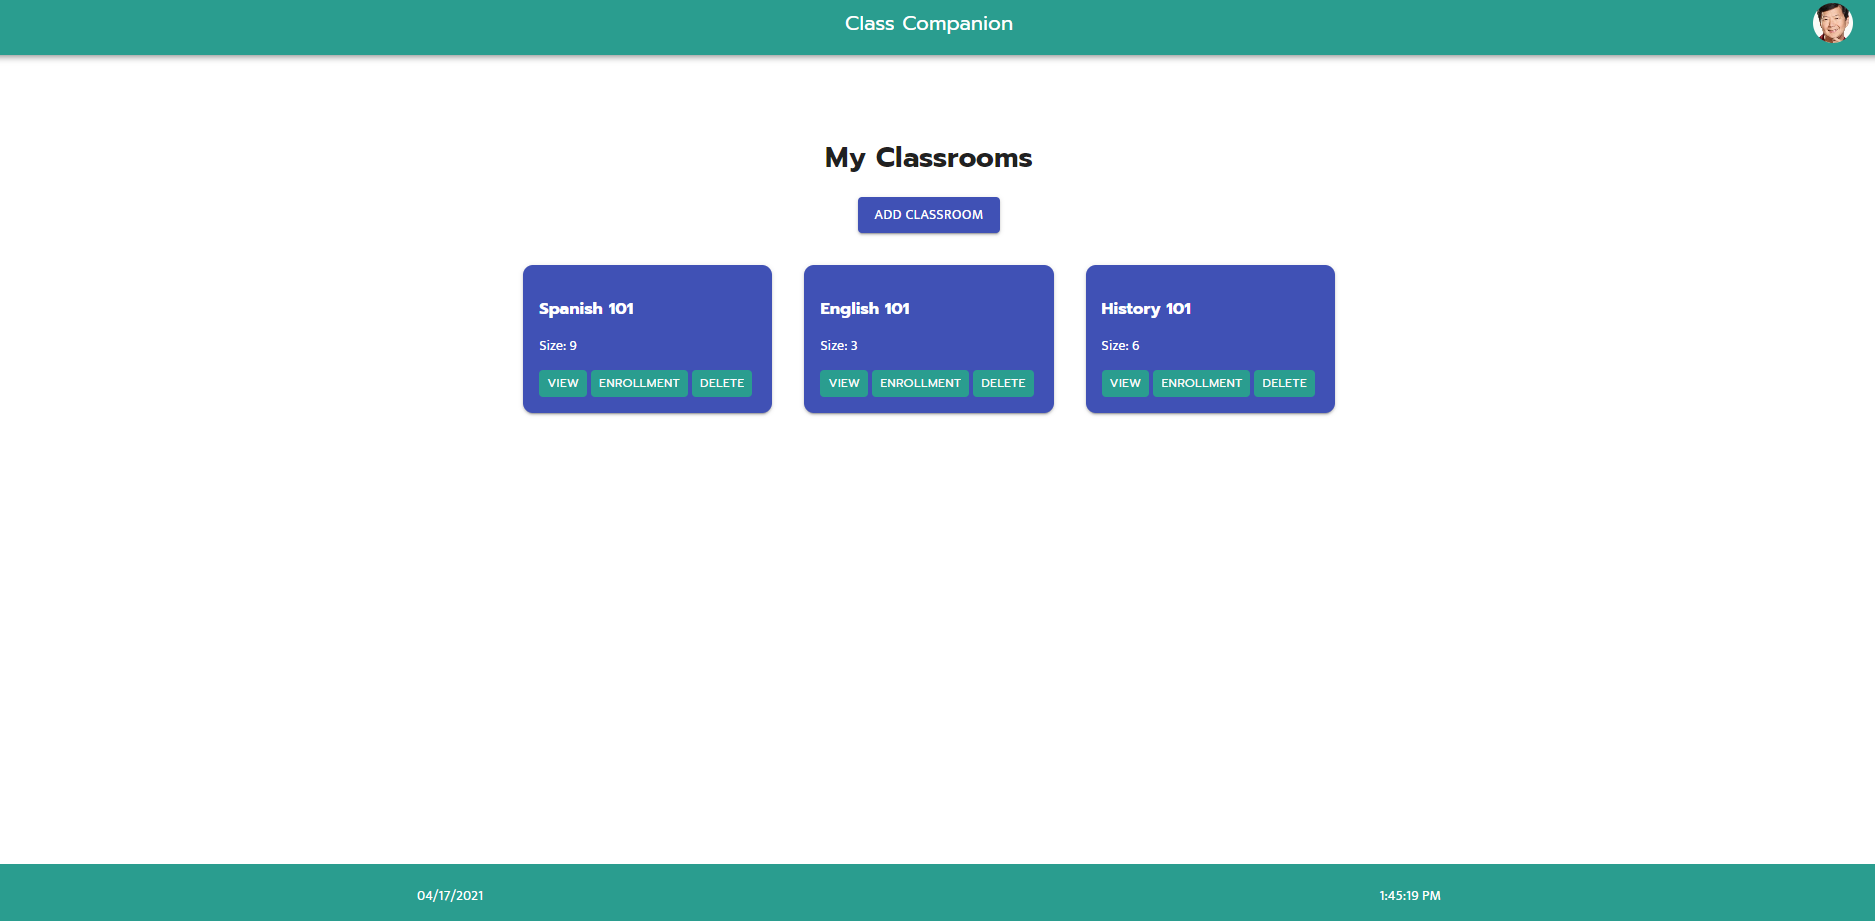 Class Companion
My Classrooms
ADD CLASSROOM
Spanish 101
Size: 9
VIEW ENROLLMENT DELETE
English 101
Size: 3
VIEW ENROLLMENT DELETE
History 101
Size: 6
VIEW ENROLLMENT DELETE
04/17/2021
1:45:19 PM